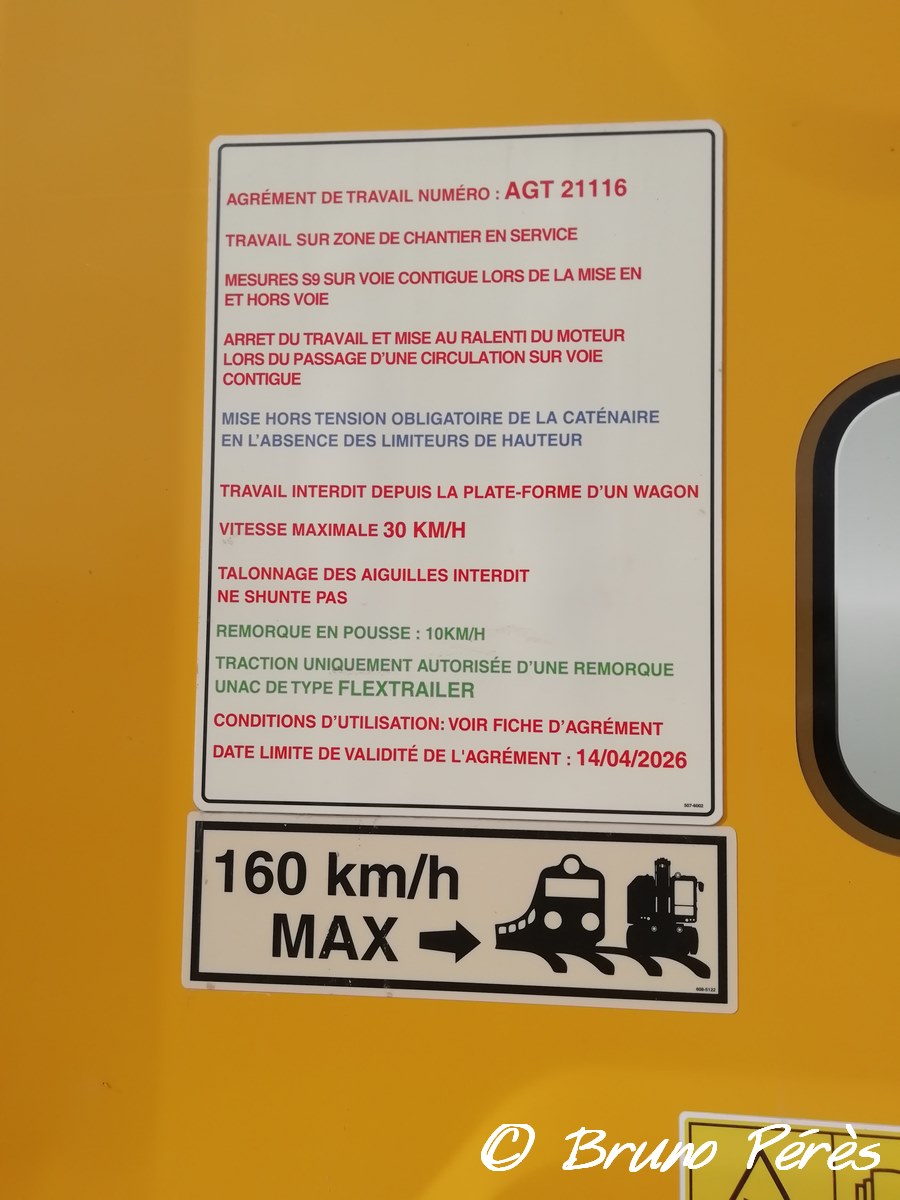 AGRÉMENT DE TRAVAIL NUMÉRO : AGT 21116
TRAVAIL SUR ZONE DE CHANTIER EN SERVICE
MESURES S9 SUR VOIE CONTIGUE LORS DE LA MISE EN
ET HORS VOIE
ARRET DU TRAVAIL ET MISE AU RALENTI DU MOTEUR
LORS DU PASSAGE D'UNE CIRCULATION SUR VOIE
CONTIGUE
MISE HORS TENSION OBLIGATOIRE DE LA CATÉNAIRE
EN L'ABSENCE DES LIMITEURS DE HAUTEUR
TRAVAIL INTERDIT DEPUIS LA PLATE-FORME D'UN WAGON
VITESSE MAXIMALE 30 KM/H
TALONNAGE DES AIGUILLES INTERDIT
NE SHUNTE PAS
REMORQUE EN POUSSE : 10KM/H
TRACTION UNIQUEMENT AUTORISÉE D'UNE REMORQUE
UNAC DE TYPE FLEXTRAILER
CONDITIONS D'UTILISATION: VOIR FICHE D'AGRÉMENT
DATE LIMITE DE VALIDITÉ DE L'AGRÉMENT : 14/04/2026
160 km/h
MAX
© Bruno Pérès